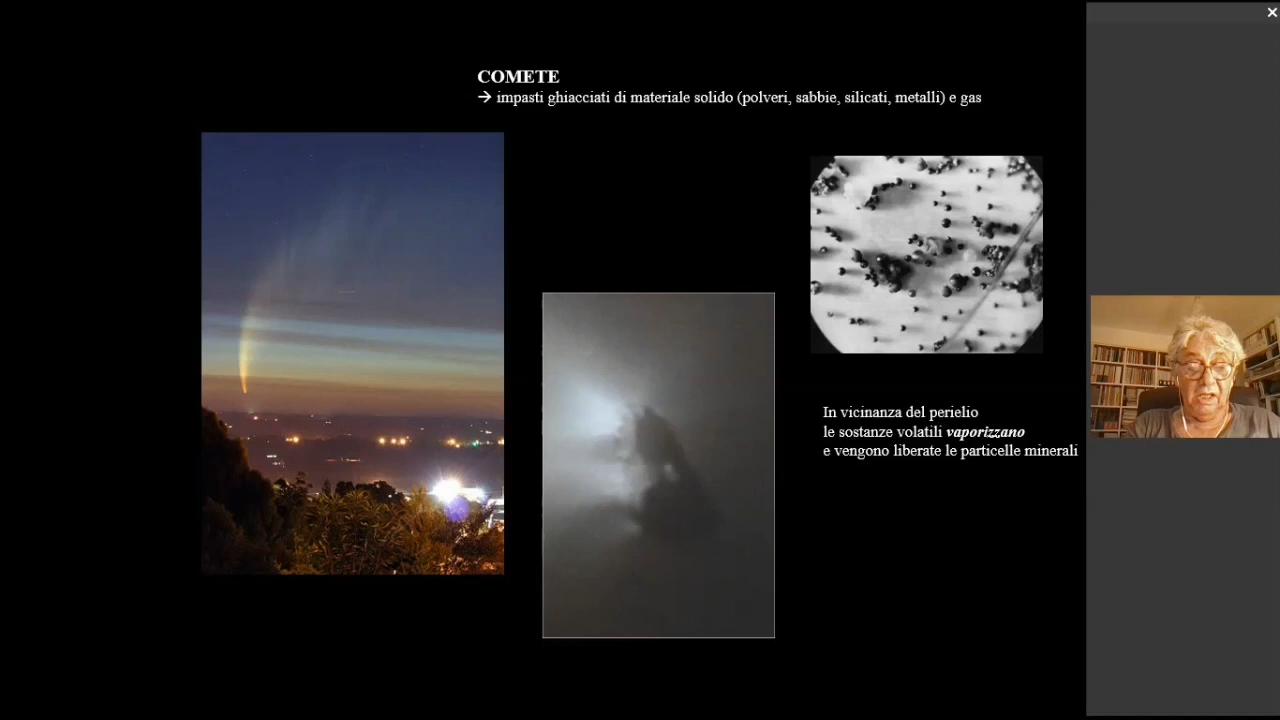 COMETE
→ impasti ghiacciati di materiale solido (polveri, sabbie, silicati, metalli) e gas
In vicinanza del perielio
le sostanze volatili vaporizzano
e vengono liberate le particelle minerali